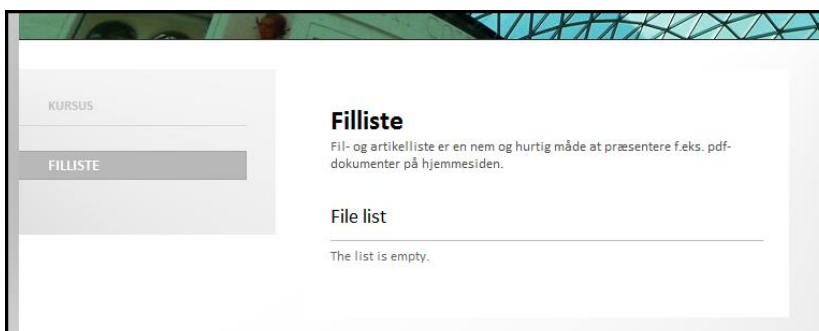 KURSUS
FILLISTE
Filliste
Fil- og artikelliste er en nem og hurtig måde at præsentere f.eks. pdf-
dokumenter på hjemmesiden.
File list
The list is empty.